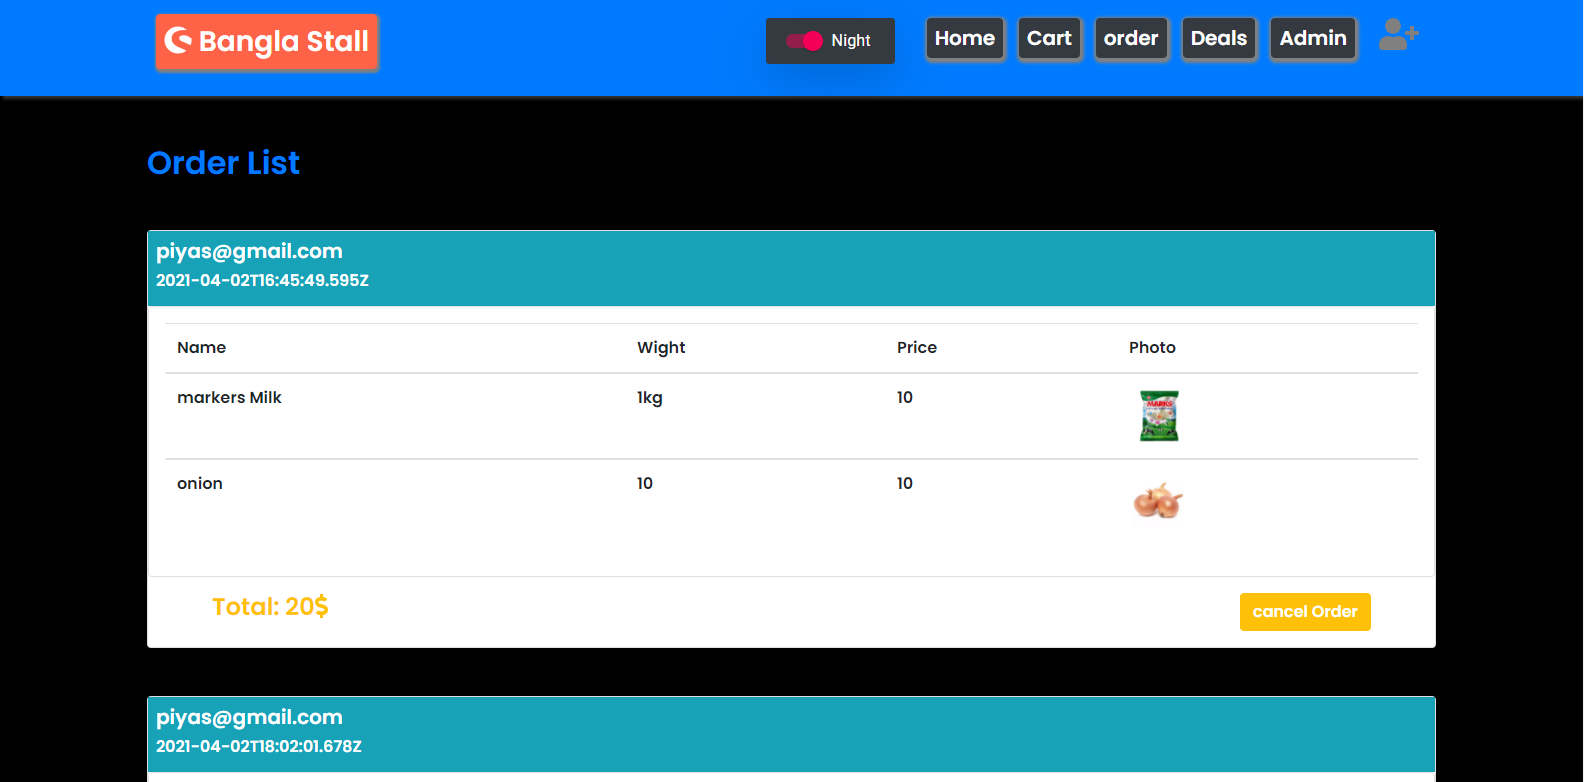 Bangla Stall
Night
Home
Cart
order
Deals
Admin
Order List
piyas@gmail.com
2021-04-02T16:45:49.595Z
Name Wight Price Photo
markers Milk 1kg 10
MARKS
onion 10 10
Total: 20$
cancel Order
piyas@gmail.com
2021-04-02T18:02:01.678Z